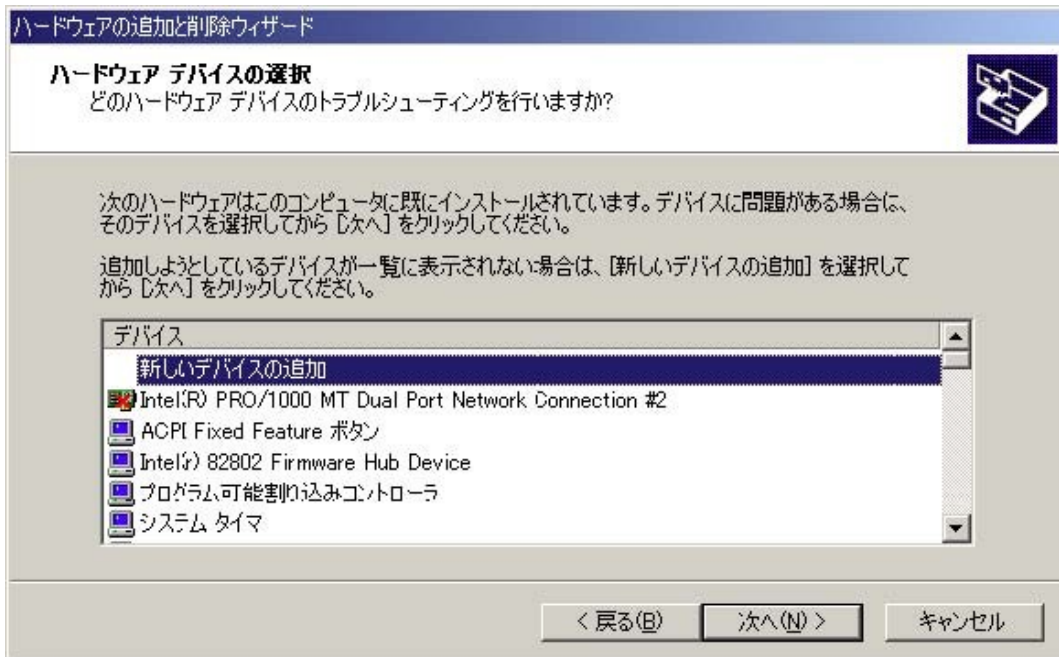 ハードウェアの追加と削除ウィザード
ハードウェア デバイスの選択
どのハードウェア デバイスのトラブルシューティングを行いますか?
次のハードウェアはこのコンピュータに既にインストールされています。デバイスに問題がある場合は、
そのデバイスを選択してから [次へ] をクリックしてください。
追加しようとしているデバイスが一覧に表示されない場合は、[新しいデバイスの追加] を選択して
から [次へ] をクリックしてください。
デバイス
新しいデバイスの追加
Intel(R) PRO/1000 MT Dual Port Network Connection #2
ACPI Fixed Feature ボタン
Intel(r) 82802 Firmware Hub Device
プログラム可能割り込みコントローラ
システム タイマ
< 戻る(B)
次へ(N) >
キャンセル